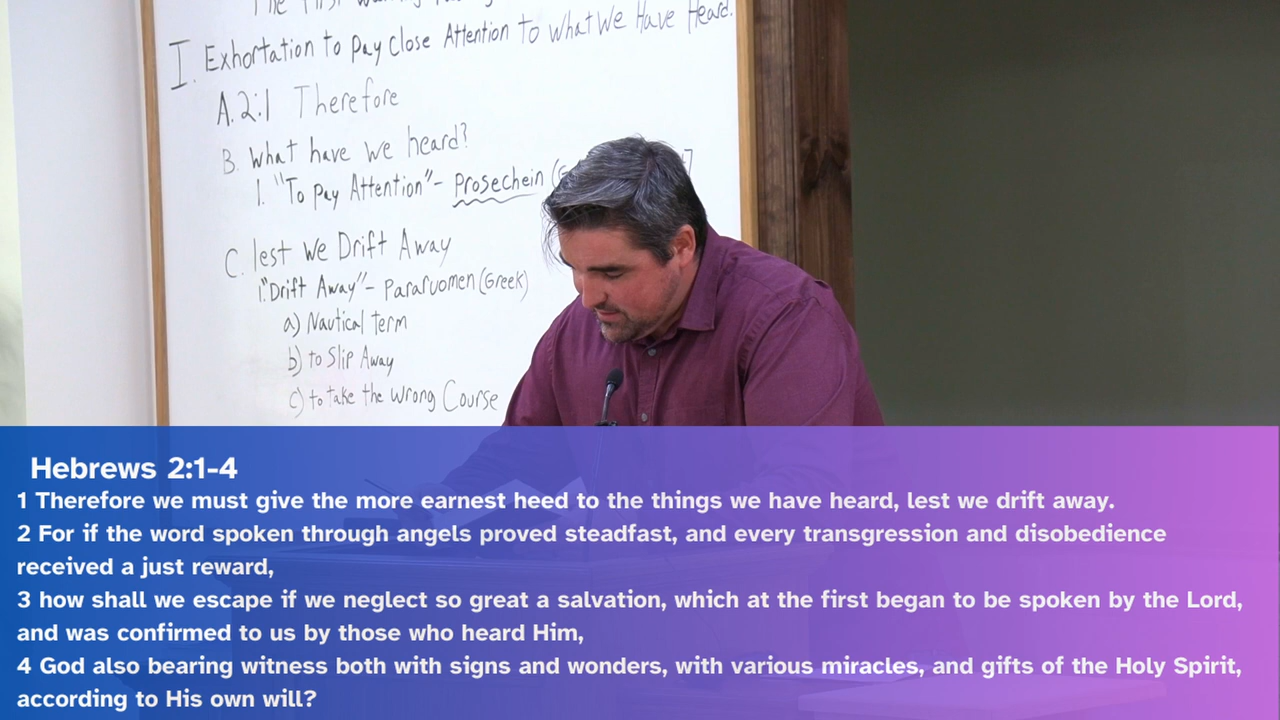 The First
I. Exhortation to Pay Close Attention To What We Have Heard.
A. 2:1 Therefore
B. What have we heard?
1. "To Pay Attention"- Prosechein
C. lest we Drift Away
1. "Drift Away"- pararuomen (Greek)
a) Nautical term
b) to Slip Away
c) to take the Wrong Course
Hebrews 2:1-4
1 Therefore we must give the more earnest heed to the things we have heard, lest we drift away.
2 For if the word spoken through angels proved steadfast, and every transgression and disobedience
received a just reward,
3 how shall we escape if we neglect so great a salvation, which at the first began to be spoken by the Lord,
and was confirmed to us by those who heard Him,
4 God also bearing witness both with signs and wonders, with various miracles, and gifts of the Holy Spirit,
according to His own will?